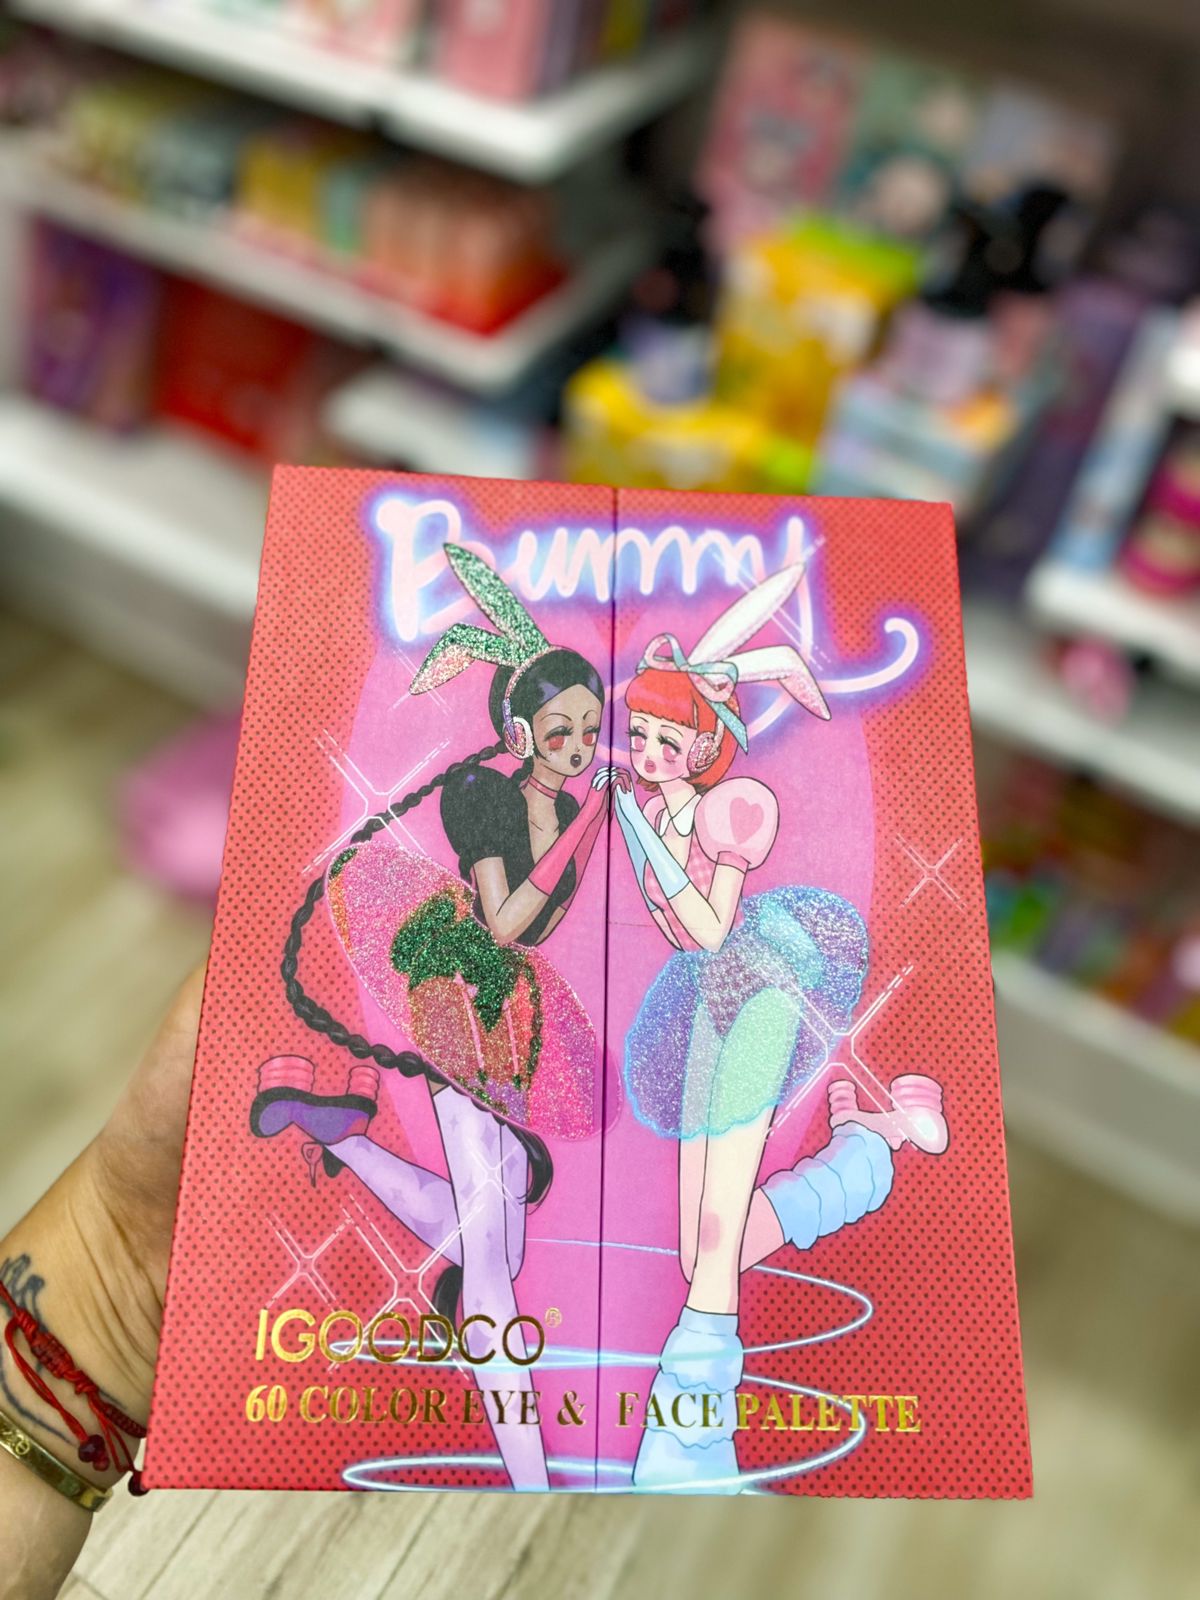 Bunny
IGOODCO®
60 COLOR EYE & FACE PALETTE